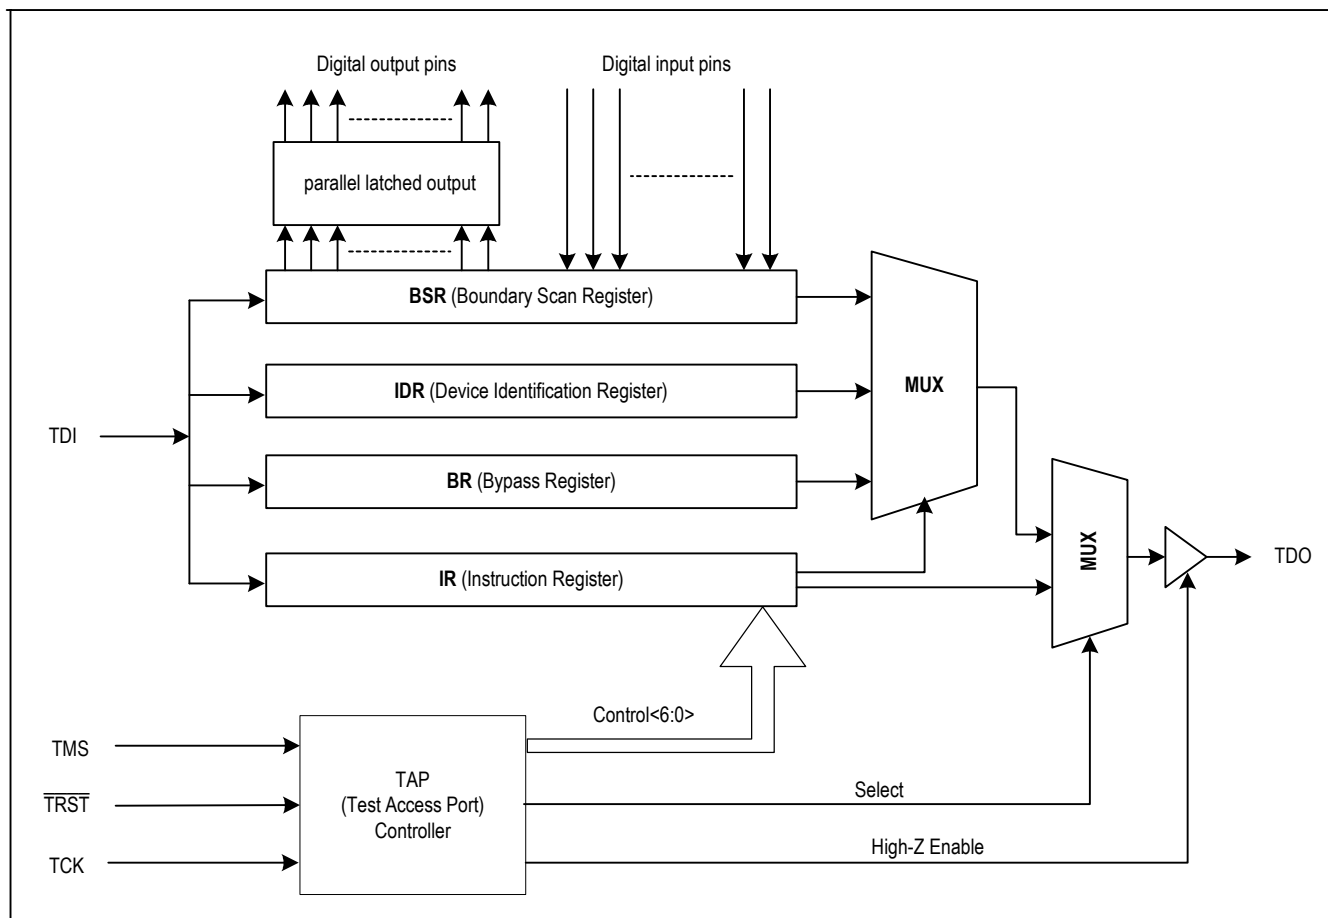 Digital output pins
Digital input pins
parallel latched output
BSR (Boundary Scan Register)
IDR (Device Identification Register)
MUX
TDI
BR (Bypass Register)
MUX
TDO
IR (Instruction Register)
Control<6:0>
TMS
TAP
(Test Access Port)
Controller
TRST
Select
TCK
High-Z Enable